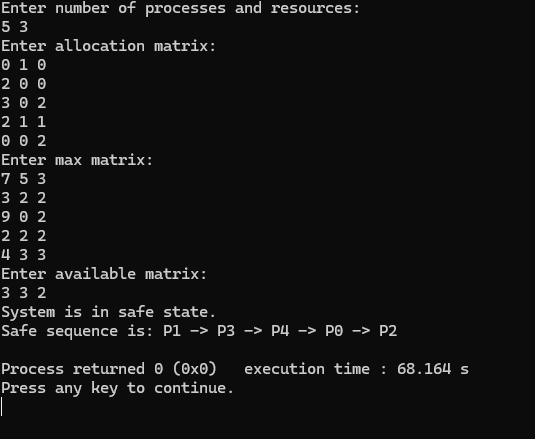 Enter number of processes and resources:
5 3
Enter allocation matrix:
0 1 0
2 0 0
3 0 2
2 1 1
0 0 2
Enter max matrix:
7 5 3
3 2 2
9 0 2
2 2 2
4 3 3
Enter available matrix:
3 3 2
System is in safe state.
Safe sequence is: P1 -> P3 -> P4 -> P0 -> P2

Process returned 0 (0x0)   execution time : 68.164 s
Press any key to continue.